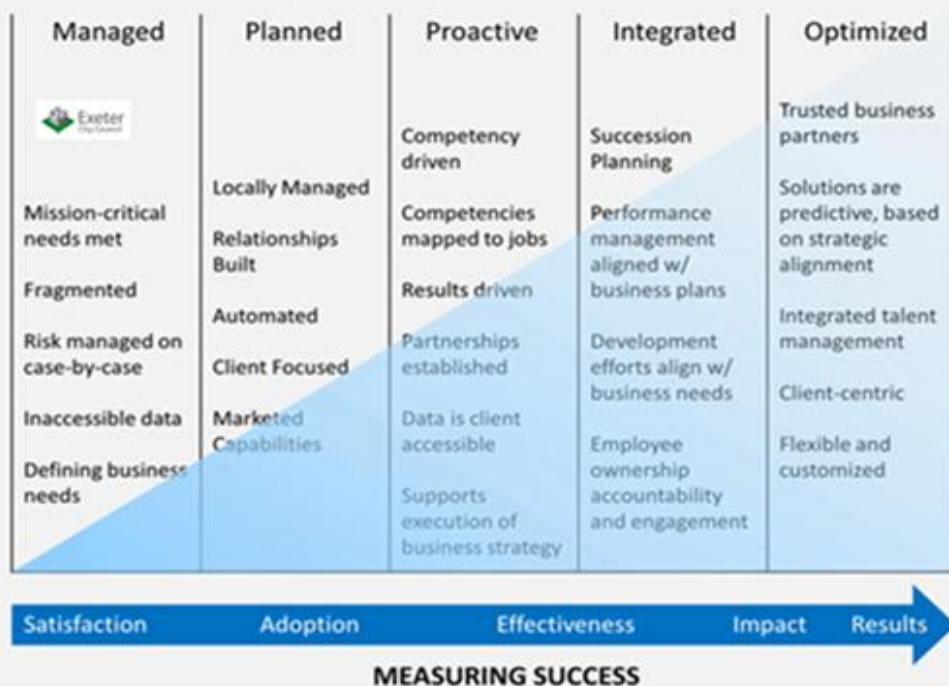 Managed
Exeter
City Council
Mission-critical
needs met
Fragmented
Risk managed on
case-by-case
Inaccessible data
Defining business
needs
Planned
Locally Managed
Relationships
Built
Automated
Client Focused
Marketed
Capabilities
Proactive
Competency
driven
Competencies
mapped to jobs
Results driven
Partnerships
established
Data is client
accessible
Supports
execution of
business strategy
Integrated
Succession
Planning
Performance
management
aligned w/
business plans
Development
efforts align w/
business needs
Employee
ownership
accountability
and engagement
Optimized
Trusted business
partners
Solutions are
predictive, based
on strategic
alignment
Integrated talent
management
Client-centric
Flexible and
customized
Satisfaction Adoption Effectiveness Impact Results
MEASURING SUCCESS